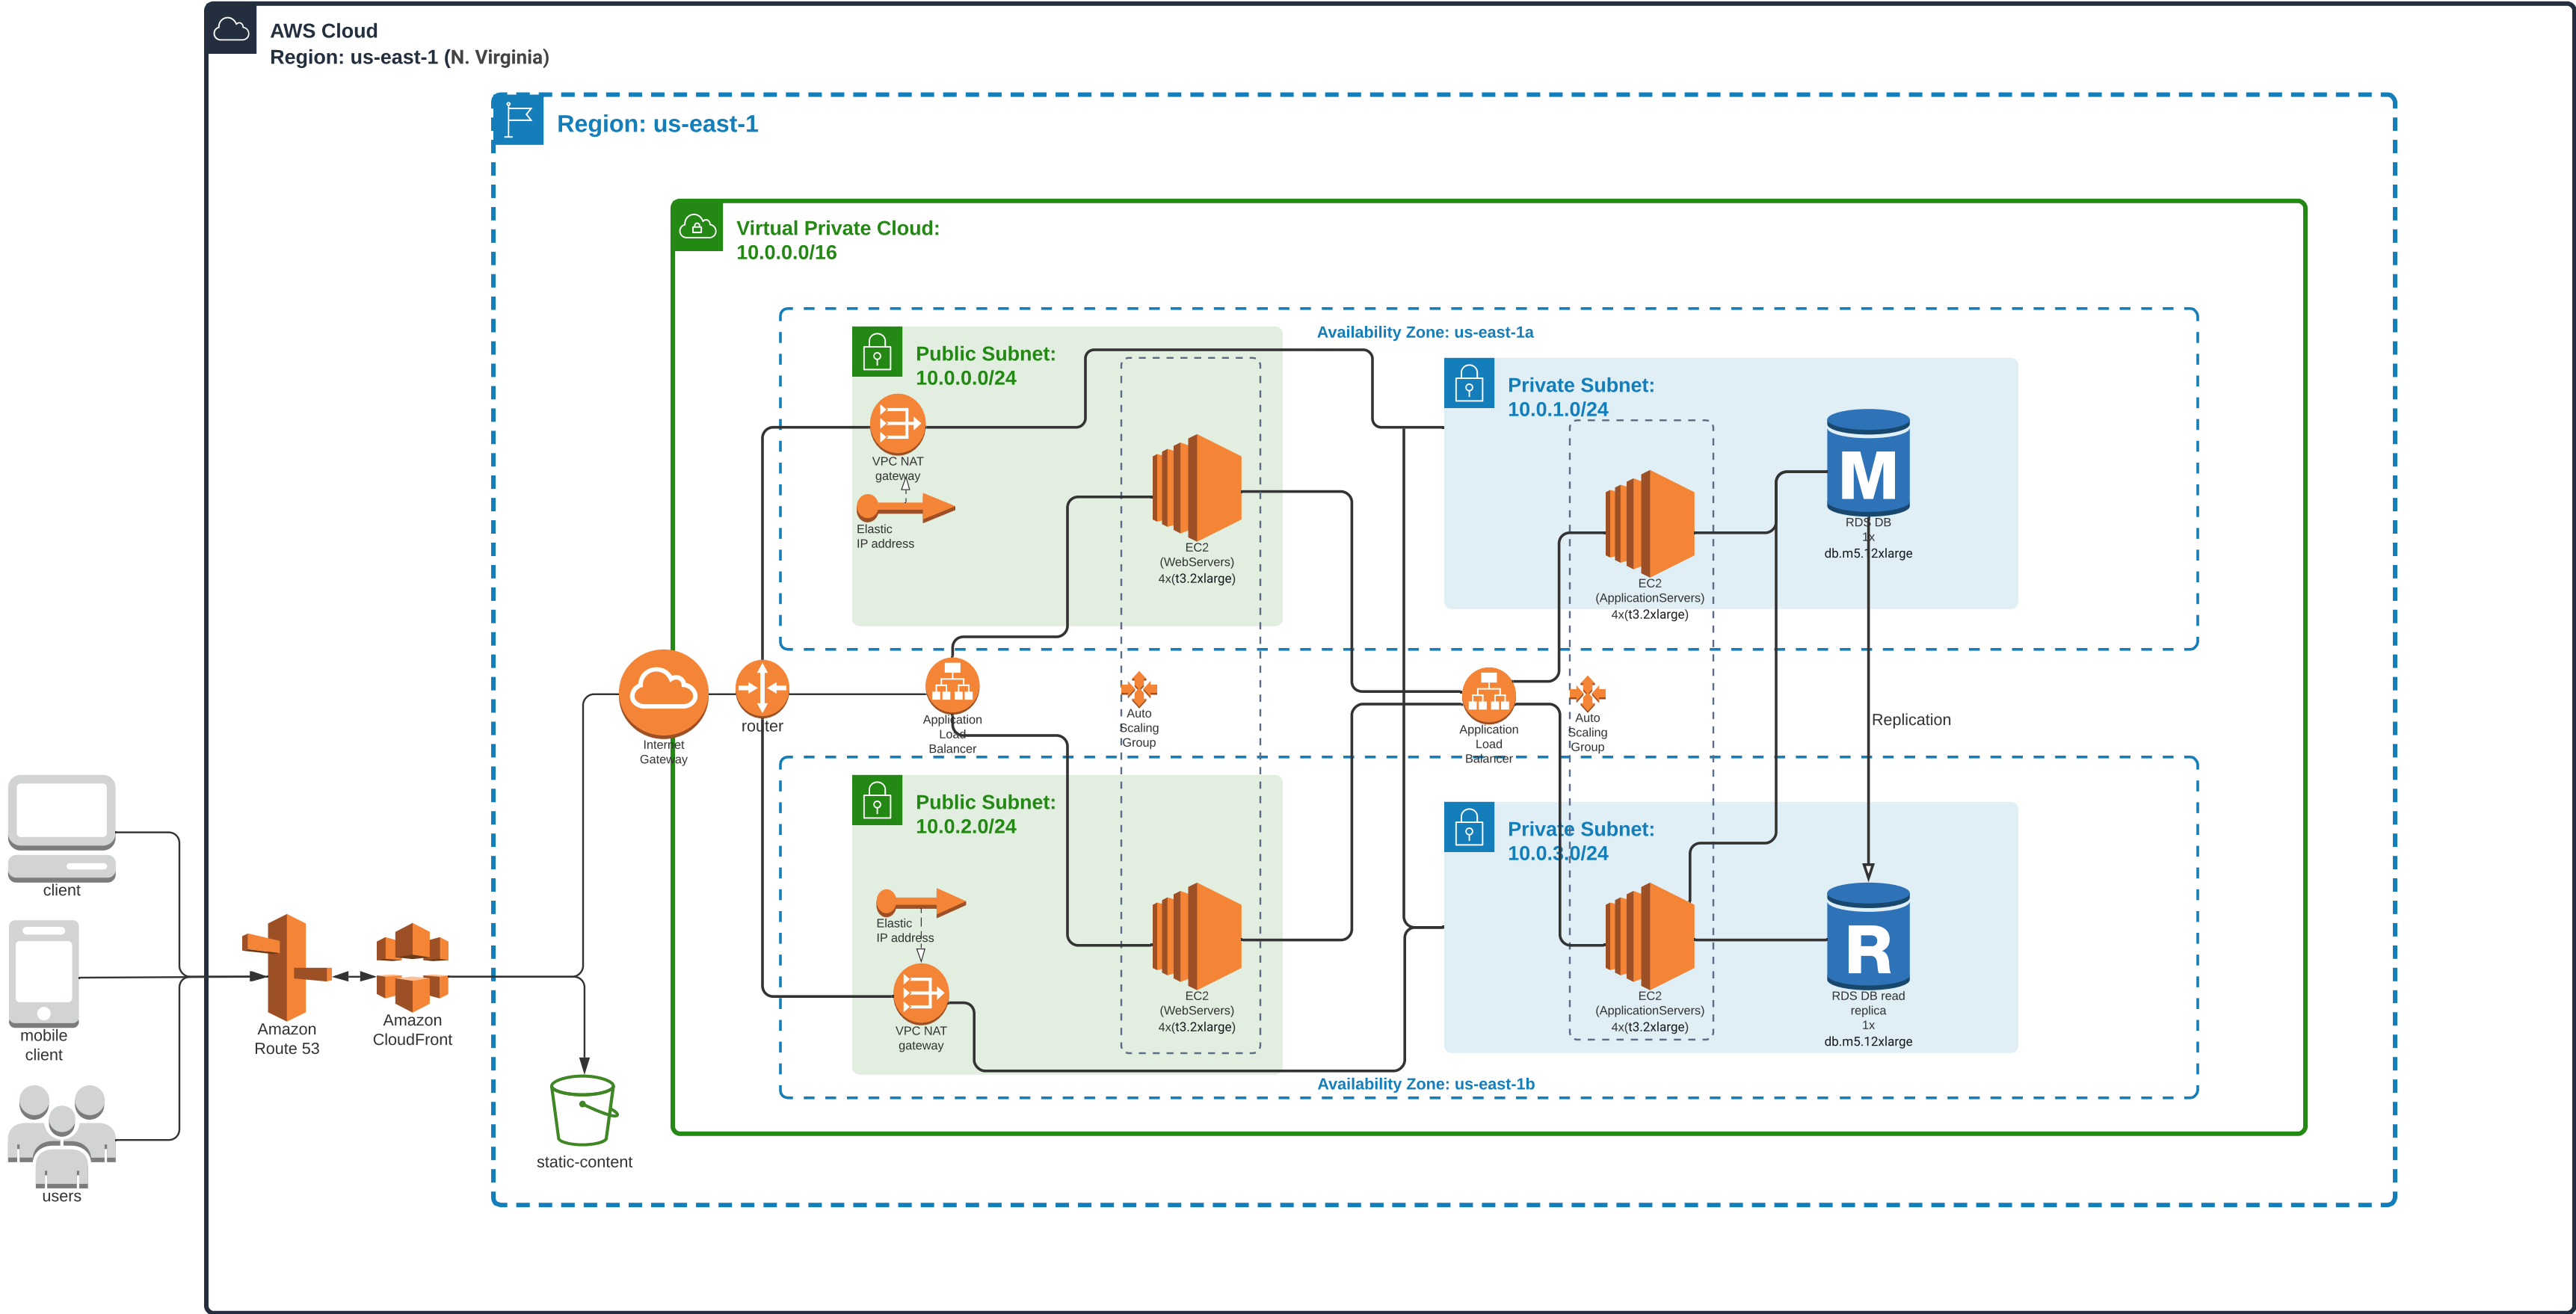 AWS Cloud
Region: us-east-1 (N. Virginia)
Region: us-east-1
Virtual Private Cloud:
10.0.0.0/16
Availability Zone: us-east-1a
Public Subnet:
10.0.0.0/24
VPC NAT
gateway
Elastic
IP address
EC2
(WebServers)
4x(t3.2xlarge)
Private Subnet:
10.0.1.0/24
EC2
(ApplicationServers)
4x(t3.2xlarge)
M
RDS DB
1x
db.m5.12xlarge
Internet
Gateway
router
Application
Load
Balancer
Auto
Scaling
Group
Application
Load
Balancer
Auto
Scaling
Group
Replication
Public Subnet:
10.0.2.0/24
Elastic
IP address
VPC NAT
gateway
EC2
(WebServers)
4x(t3.2xlarge)
Private Subnet:
10.0.3.0/24
EC2
(ApplicationServers)
4x(t3.2xlarge)
R
RDS DB read
replica
1x
db.m5.12xlarge
Availability Zone: us-east-1b
client
mobile
client
users
Amazon
Route 53
Amazon
CloudFront
static-content